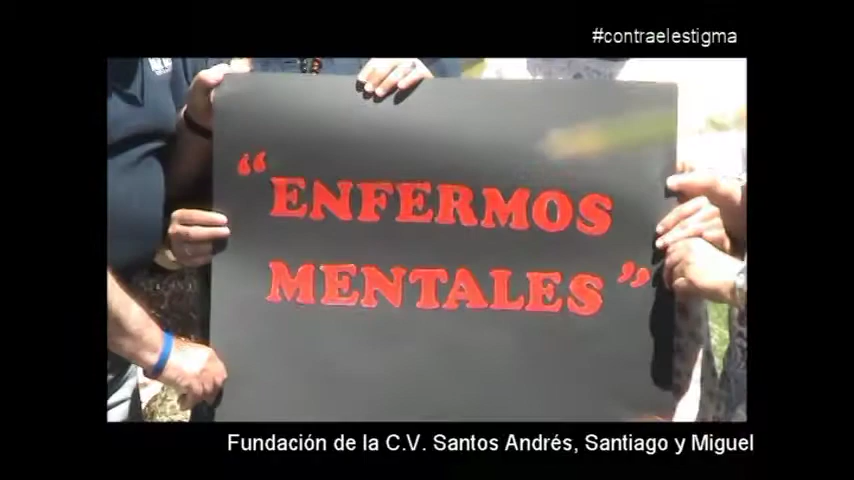 #contraelestigma
“ENFERMOS
MENTALES”
Fundación de la C.V. Santos Andrés, Santiago y Miguel